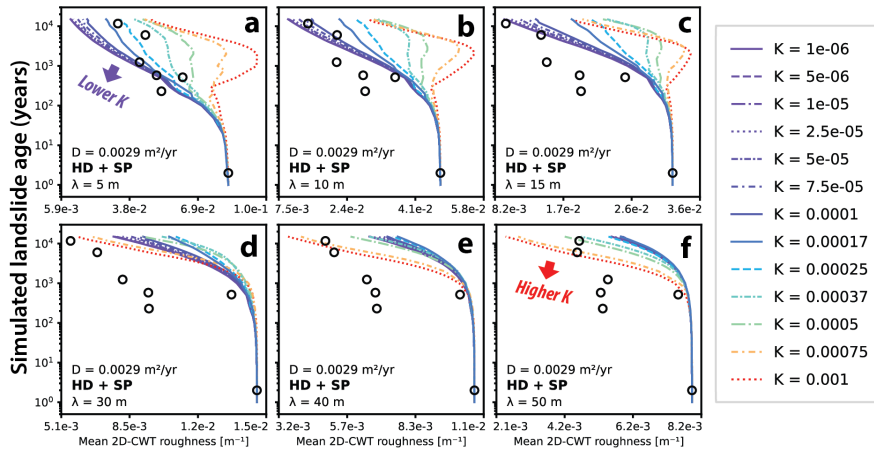 Simulated landslide age (years)
10⁴
10³
10²
10¹
10⁰
a
Lower K
D = 0.0029 m²/yr
HD + SP
λ = 5 m
5.9e-3 3.8e-2 6.9e-2 1.0e-1
b
D = 0.0029 m²/yr
HD + SP
λ = 10 m
7.5e-3 2.4e-2 4.1e-2 5.8e-2
c
D = 0.0029 m²/yr
HD + SP
λ = 15 m
8.2e-3 1.7e-2 2.6e-2 3.6e-2
10⁴
10³
10²
10¹
10⁰
d
D = 0.0029 m²/yr
HD + SP
λ = 30 m
5.1e-3 8.5e-3 1.2e-2 1.5e-2
Mean 2D-CWT roughness [m⁻¹]
e
D = 0.0029 m²/yr
HD + SP
λ = 40 m
3.2e-3 5.7e-3 8.3e-3 1.1e-2
Mean 2D-CWT roughness [m⁻¹]
f
Higher K
D = 0.0029 m²/yr
HD + SP
λ = 50 m
2.1e-3 4.2e-3 6.2e-3 8.2e-3
Mean 2D-CWT roughness [m⁻¹]
K = 1e-06
K = 5e-06
K = 1e-05
K = 2.5e-05
K = 5e-05
K = 7.5e-05
K = 0.0001
K = 0.00017
K = 0.00025
K = 0.00037
K = 0.0005
K = 0.00075
K = 0.001